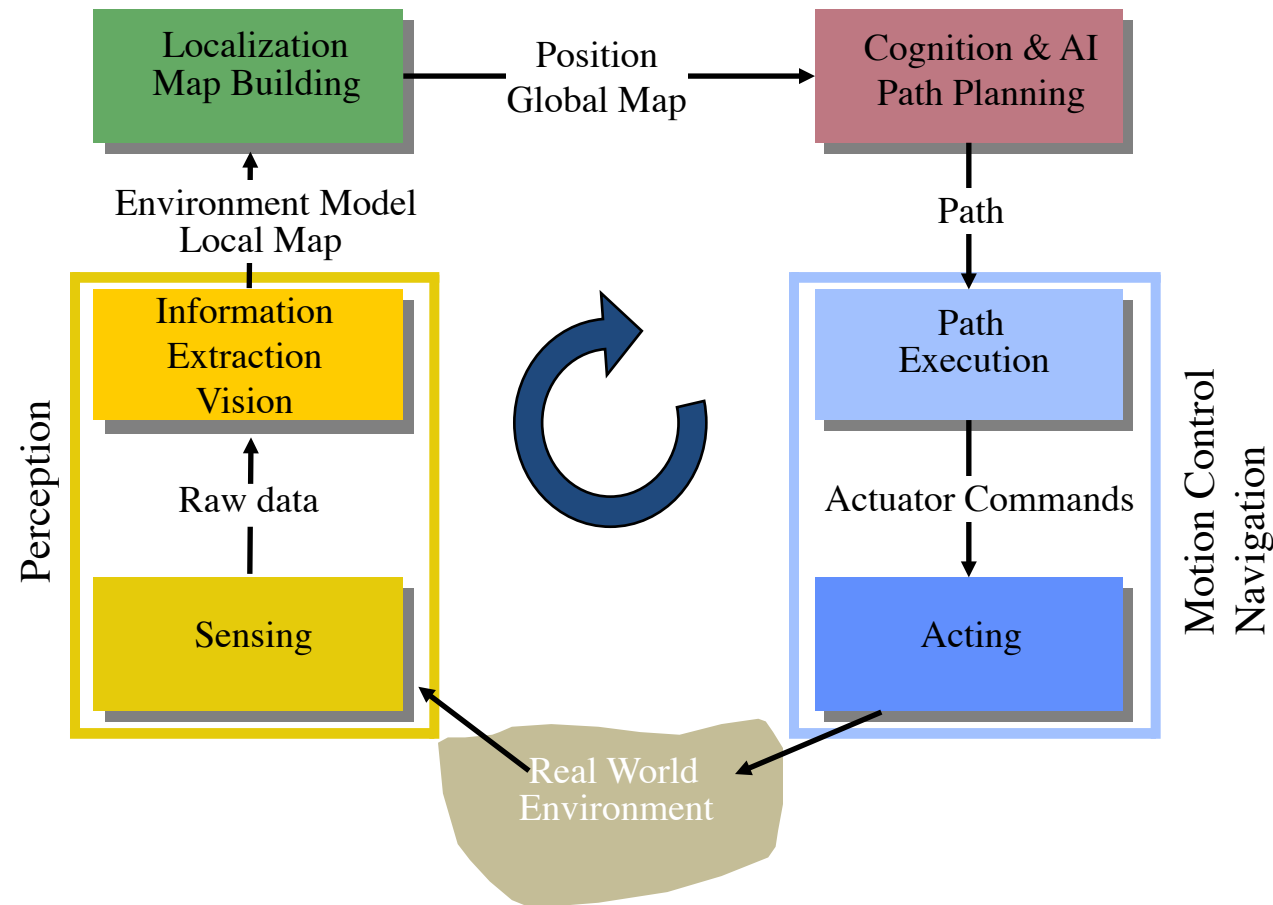 Localization
Map Building
Position
Global Map
Cognition & AI
Path Planning
Environment Model
Local Map
Path
Information
Extraction
Vision
Path
Execution
Perception
Raw data
Actuator Commands
Motion Control
Navigation
Sensing
Acting
Real World
Environment